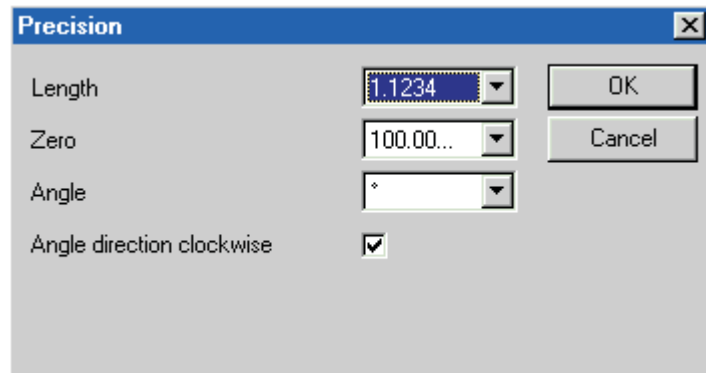 Precision
Length 1.1234 OK
Zero 100.00... Cancel
Angle °
Angle direction clockwise